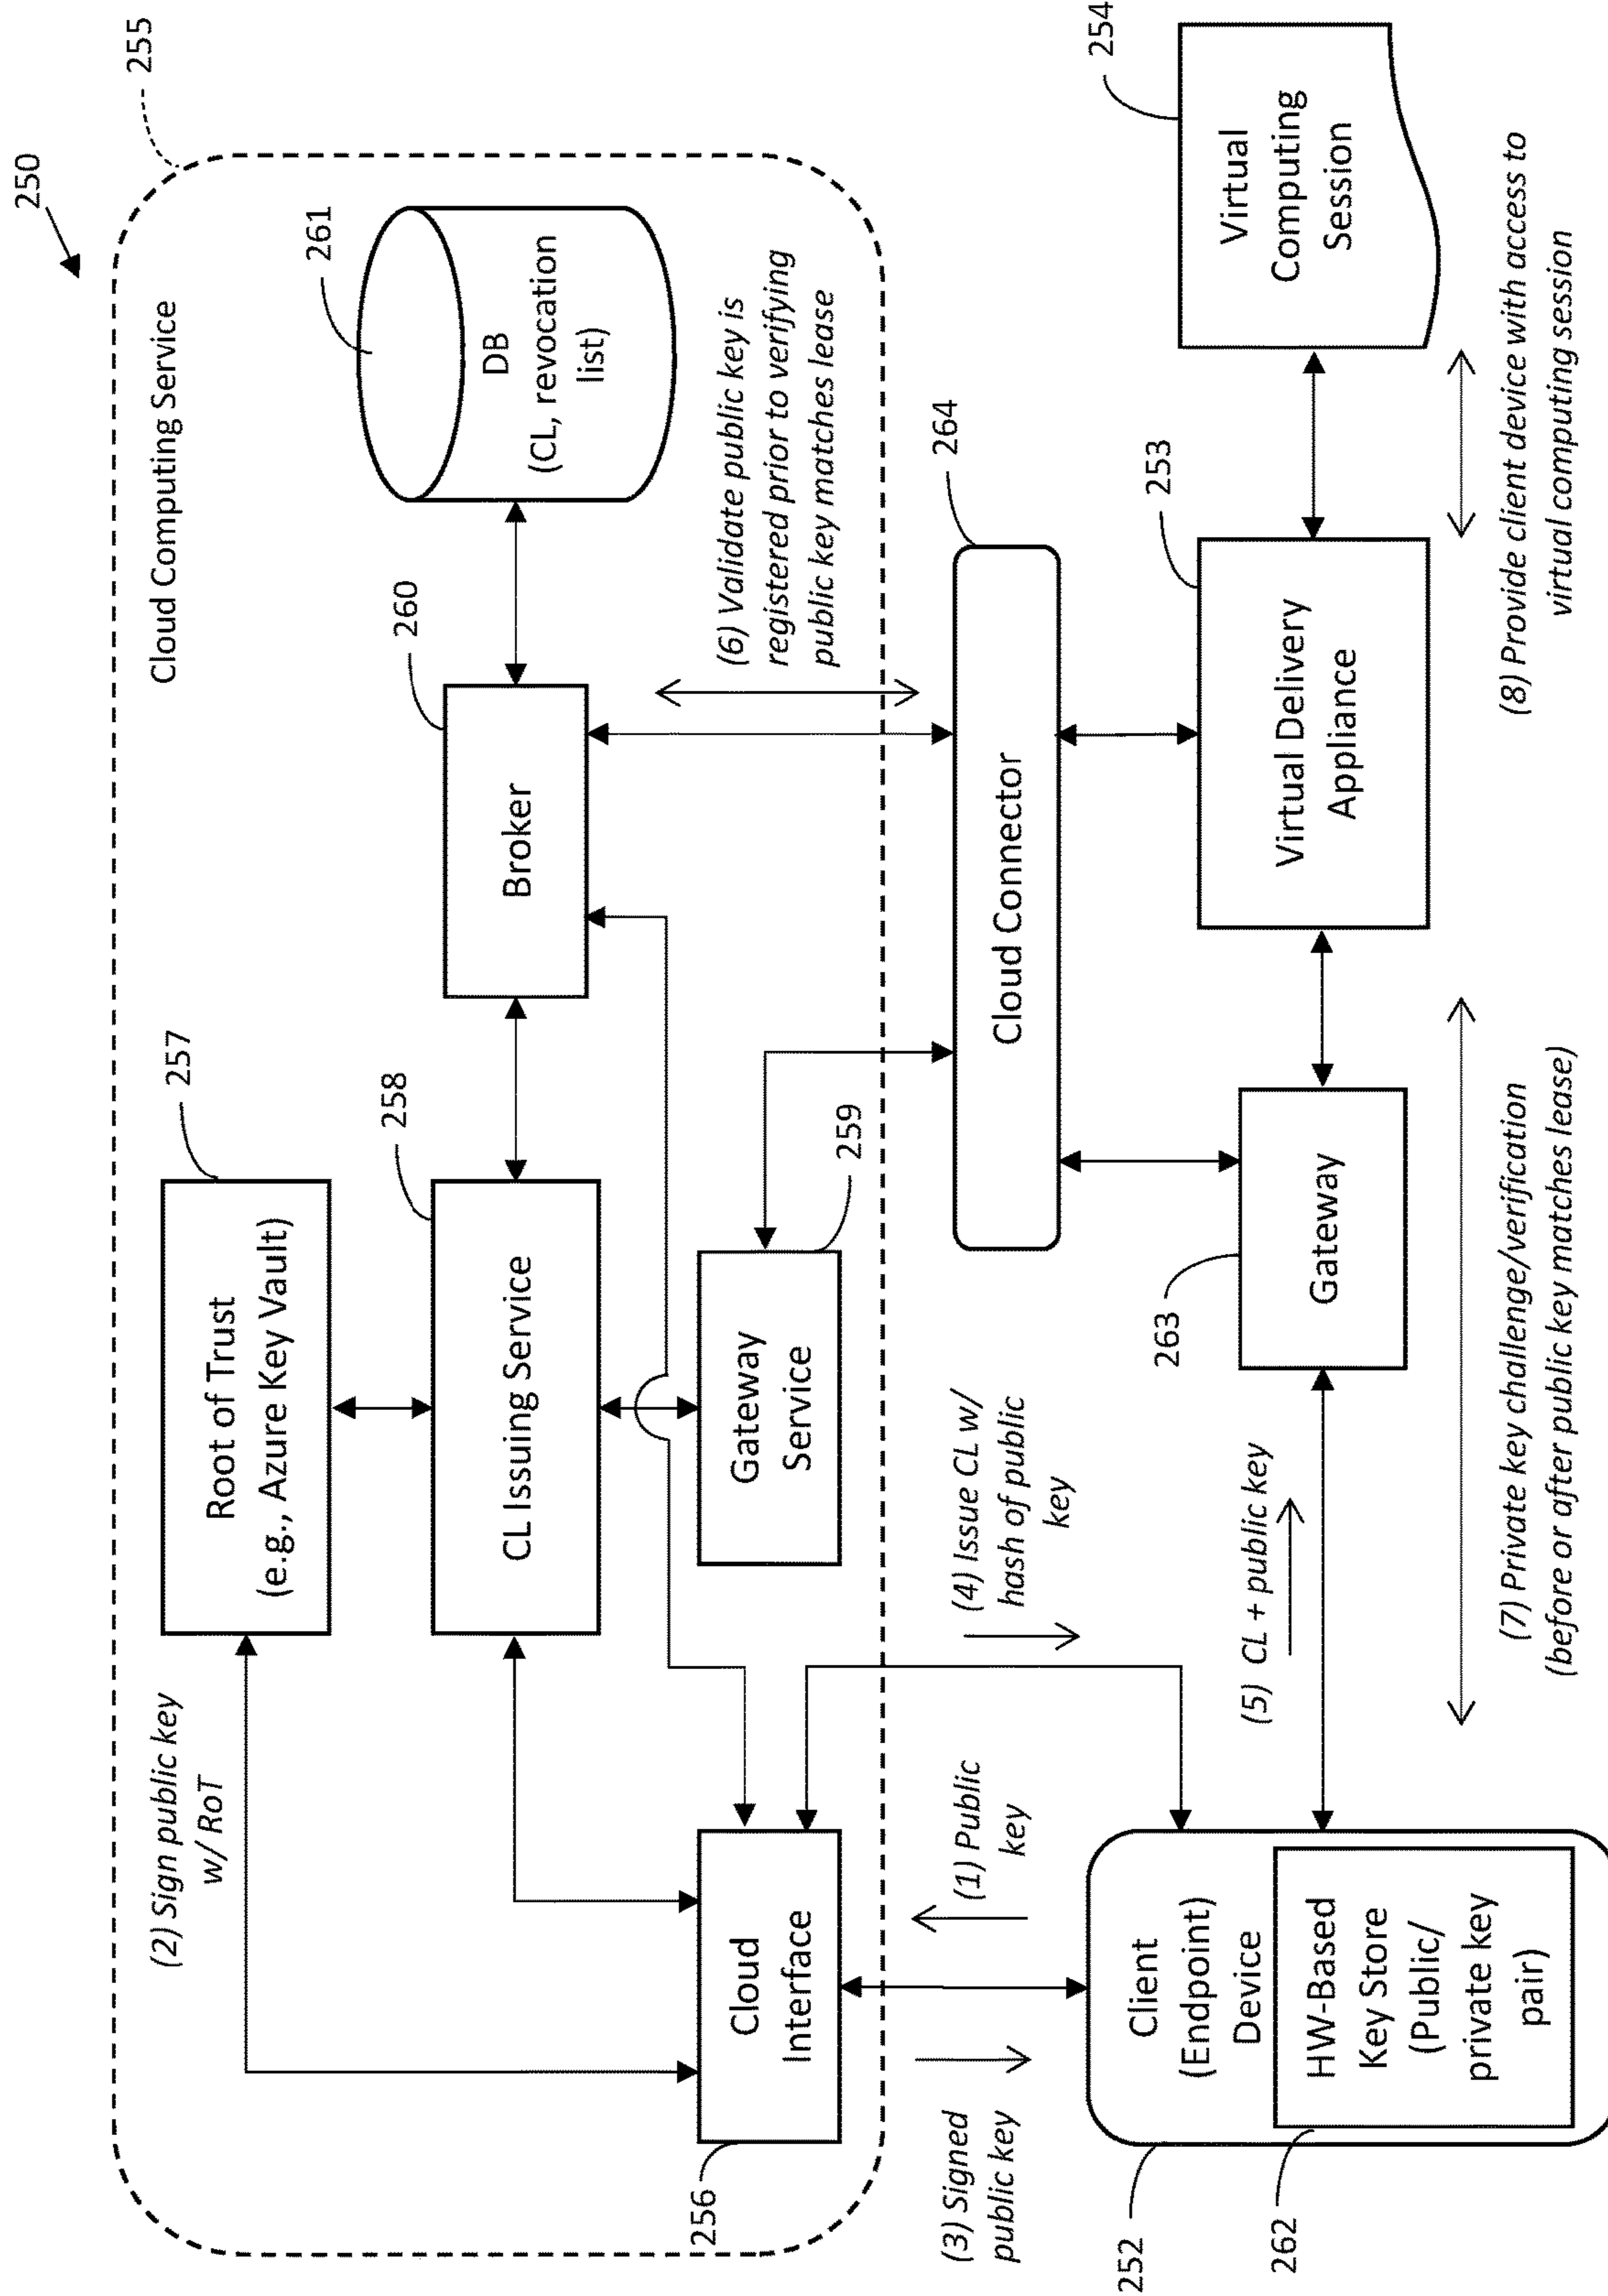 250
255
Cloud Computing Service
(2) Sign public key
w/ RoT
Root of Trust
(e.g., Azure Key Vault)
257
CL Issuing Service
258
Broker
260
DB
(CL, revocation
list)
261
Cloud
Interface
256
Gateway
Service
259
(6) Validate public key is
registered prior to verifying
public key matches lease
(3) Signed
public key
(1) Public
key
(4) Issue CL w/
hash of public
key
Cloud Connector
264
Client
(Endpoint)
Device
252
HW-Based
Key Store
(Public/
private key
pair)
262
(5) CL + public key
Gateway
263
Virtual Delivery
Appliance
253
Virtual
Computing
Session
254
(7) Private key challenge/verification
(before or after public key matches lease)
(8) Provide client device with access to
virtual computing session